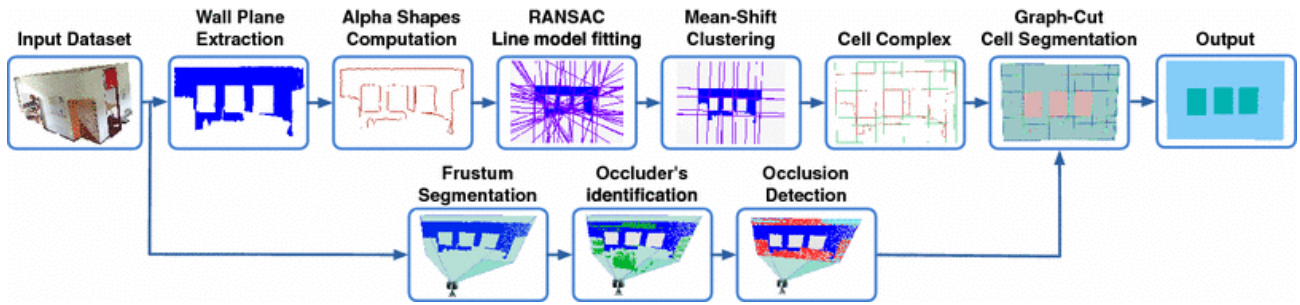 Input Dataset
Wall Plane
Extraction
Alpha Shapes
Computation
RANSAC
Line model fitting
Mean-Shift
Clustering
Cell Complex
Graph-Cut
Cell Segmentation
Output
Frustum
Segmentation
Occluder's
identification
Occlusion
Detection